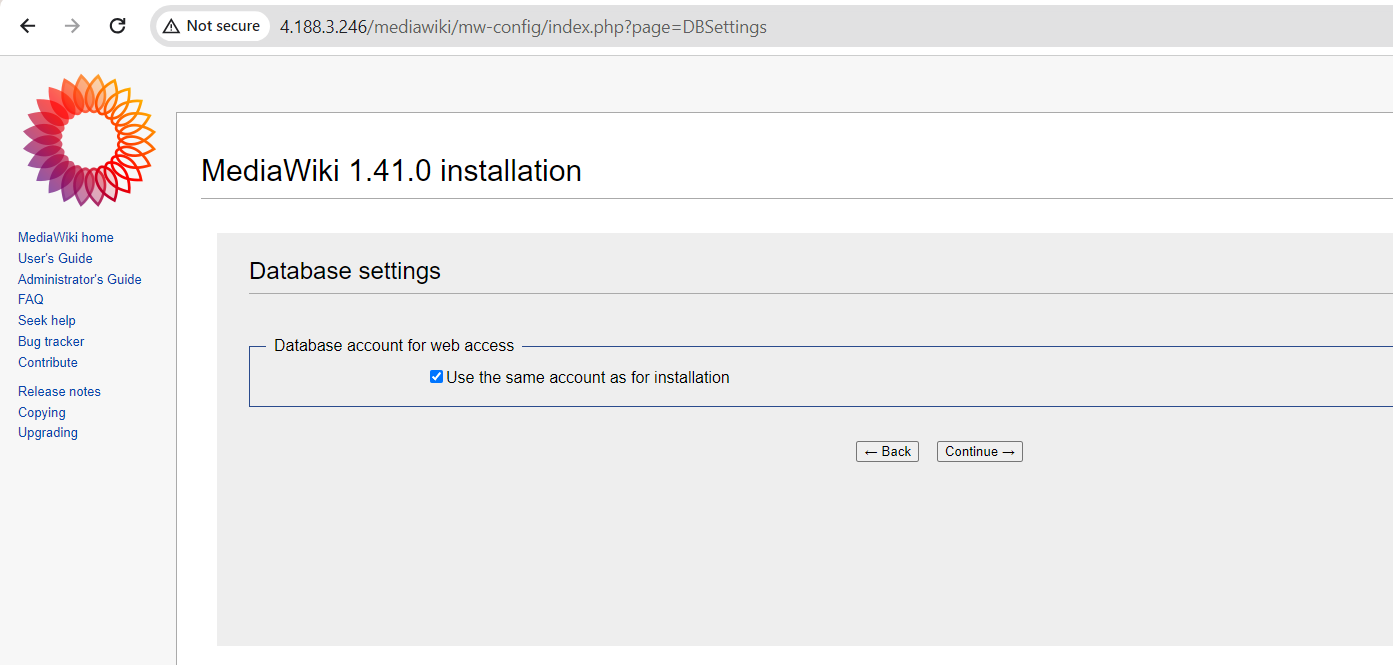 Not secure 4.188.3.246/mediawiki/mw-config/index.php?page=DBSettings
MediaWiki home
User's Guide
Administrator's Guide
FAQ
Seek help
Bug tracker
Contribute
Release notes
Copying
Upgrading
MediaWiki 1.41.0 installation
Database settings
Database account for web access
Use the same account as for installation
← Back Continue →